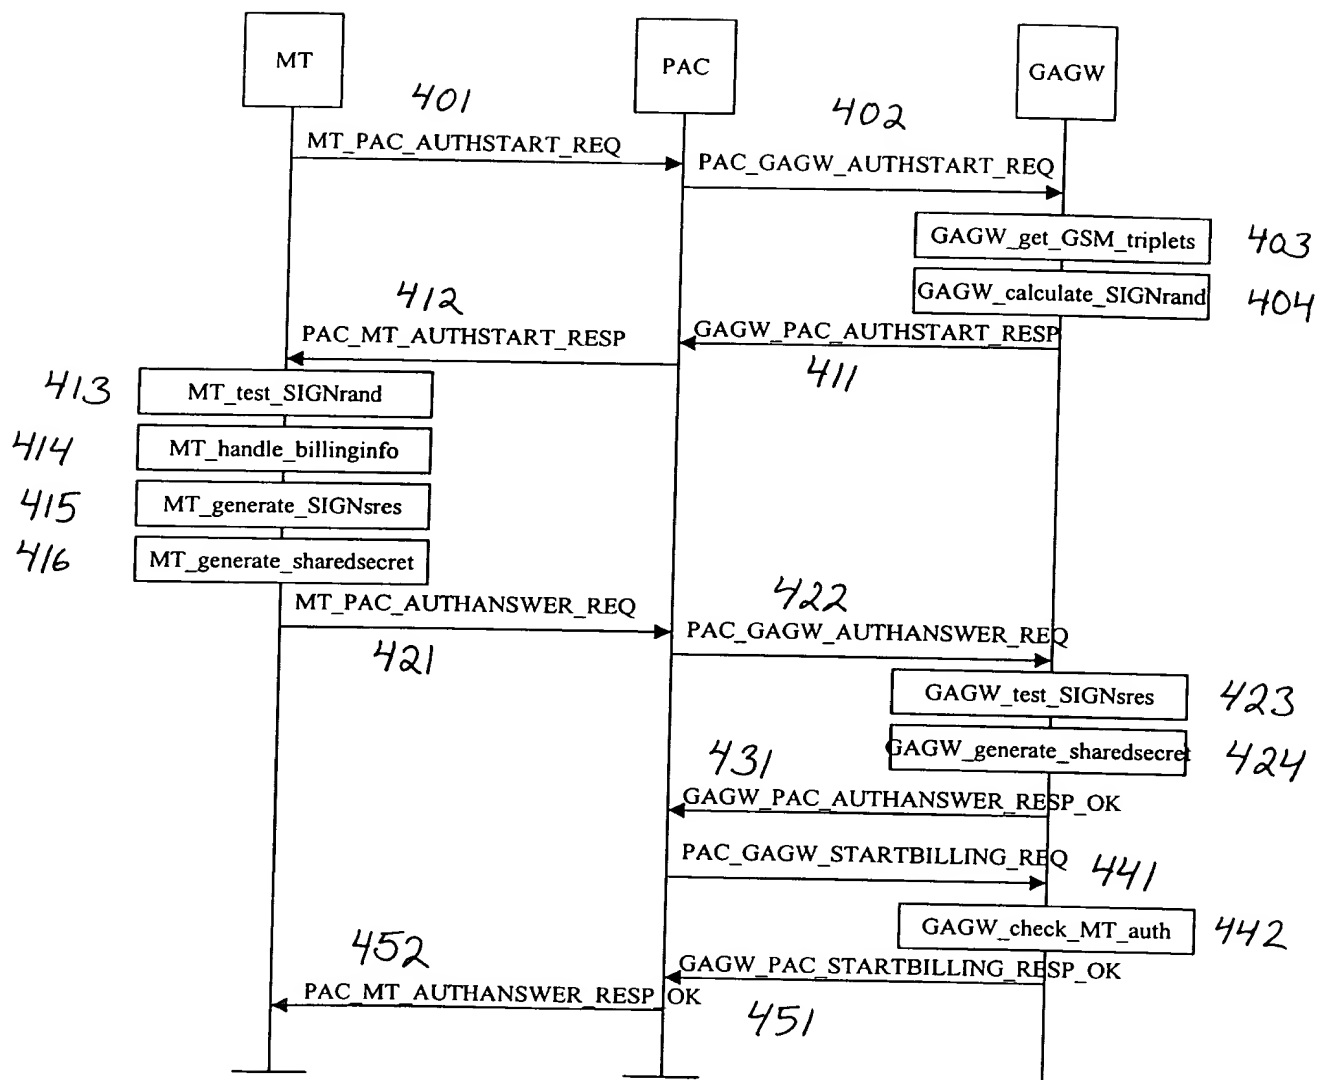 MT
PAC
GAGW
401
402
MT_PAC_AUTHSTART_REQ
PAC_GAGW_AUTHSTART_REQ
GAGW_get_GSM_triplets
403
GAGW_calculate_SIGNrand
404
412
PAC_MT_AUTHSTART_RESP
GAGW_PAC_AUTHSTART_RESP
411
413
MT_test_SIGNrand
414
MT_handle_billinginfo
415
MT_generate_SIGNsres
416
MT_generate_sharedsecret
MT_PAC_AUTHANSWER_REQ
421
422
PAC_GAGW_AUTHANSWER_REQ
GAGW_test_SIGNsres
423
GAGW_generate_sharedsecret
424
431
GAGW_PAC_AUTHANSWER_RESP_OK
PAC_GAGW_STARTBILLING_REQ
441
GAGW_check_MT_auth
442
452
GAGW_PAC_STARTBILLING_RESP_OK
PAC_MT_AUTHANSWER_RESP_OK
451